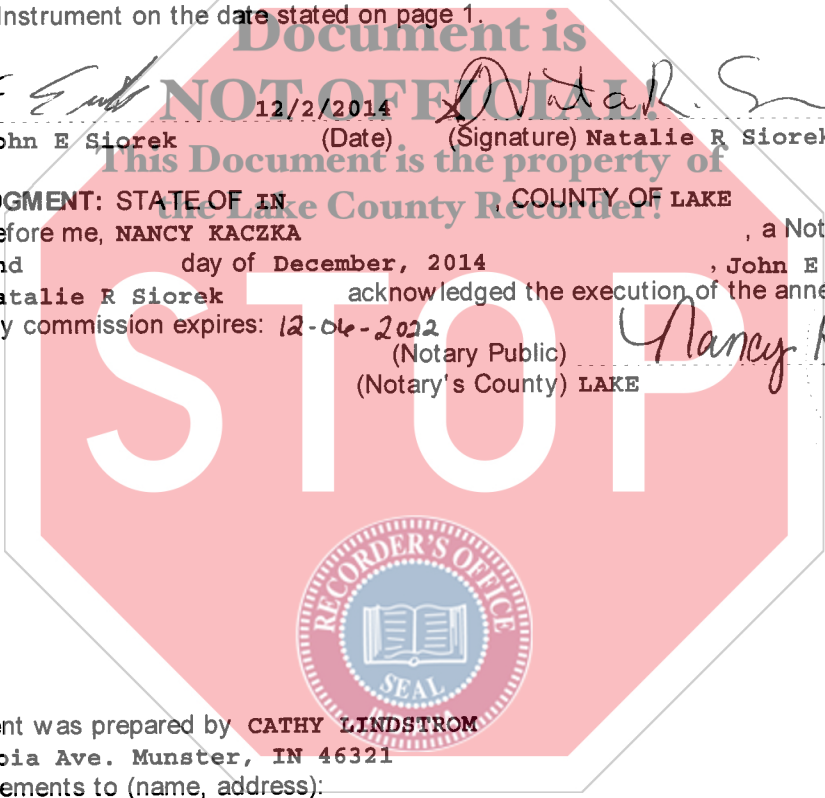 Instrument on the date stated on page 1.
Document is
NOT OFFICIAL!
12/2/2014
ohn E Siorek (Date) (Signature) Natalie R Siorek
This Document is the property of
the Lake County Recorder!
DGMENT: STATE OF IN , COUNTY OF LAKE
efore me, NANCY KACZKA , a Not
nd day of December, 2014 , John E
atalie R Siorek acknowledged the execution of the anne
y commission expires: 12-06-2022
(Notary Public) Nancy
(Notary's County) LAKE
STOP
RECORDER'S OFFICE
SEAL
INDIANA
nt was prepared by CATHY LINDSTROM
bia Ave. Munster, IN 46321
ements to (name, address):